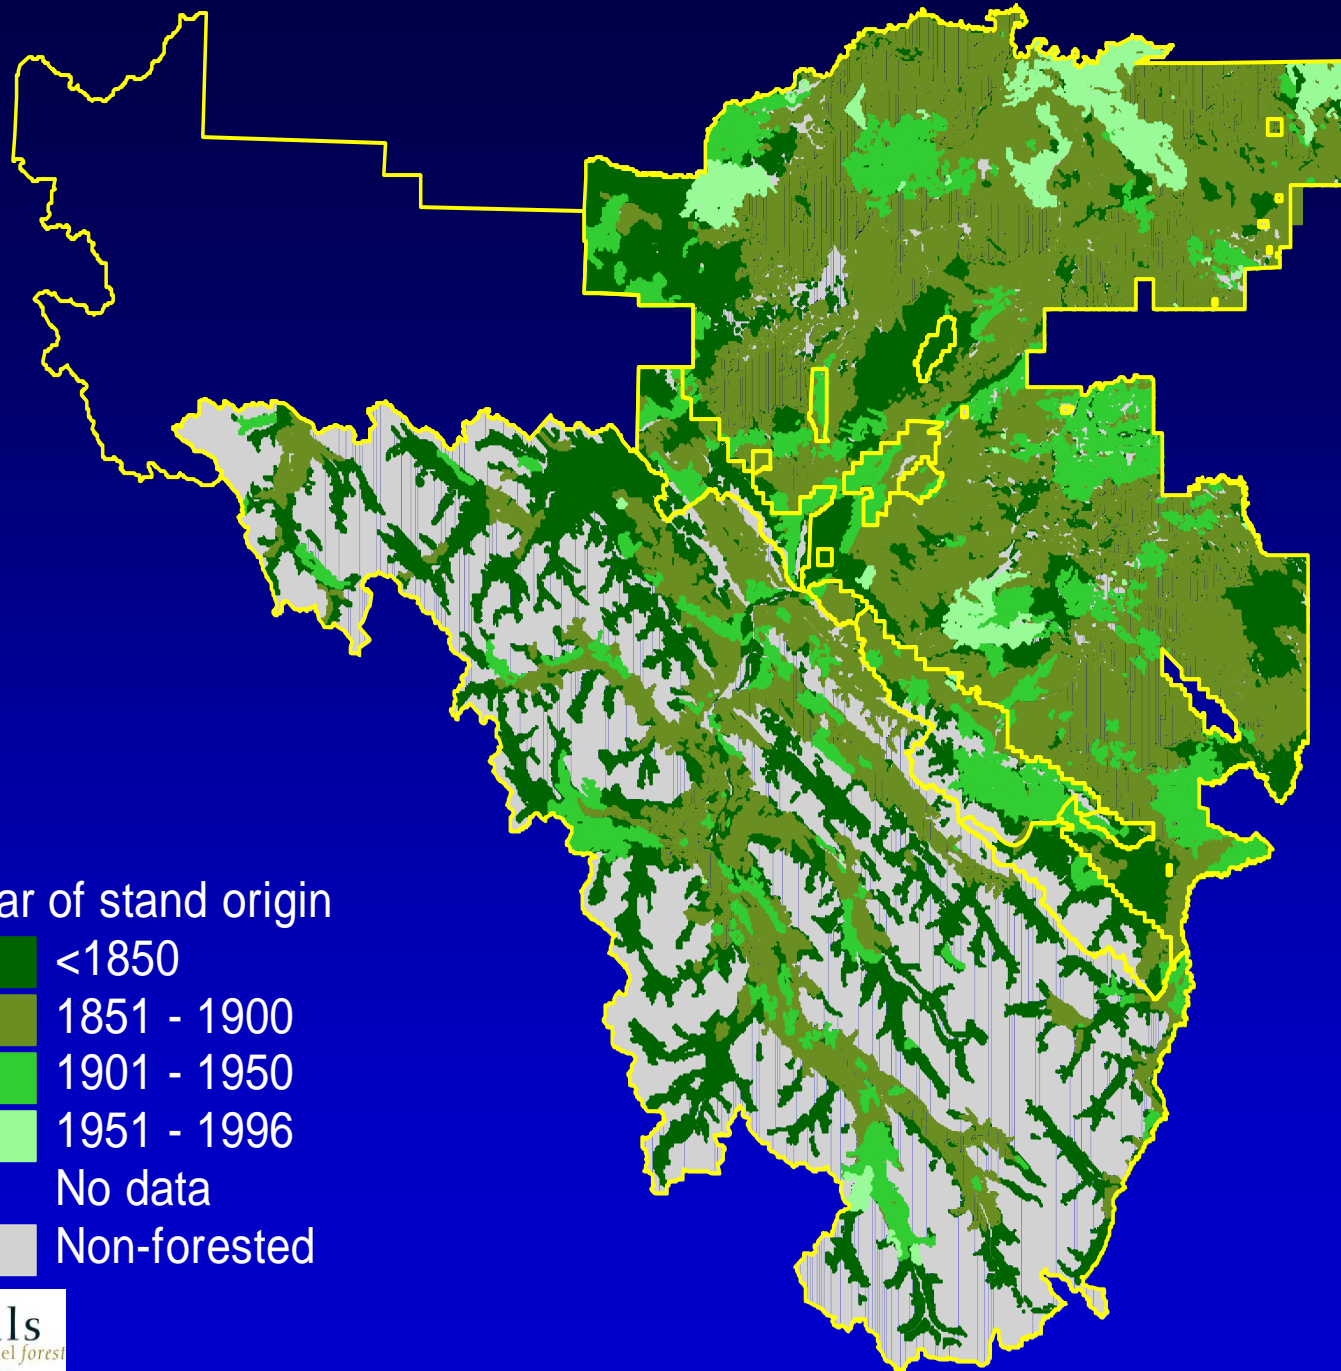 ar of stand origin
<1850
1851 - 1900
1901 - 1950
1951 - 1996
No data
Non-forested
ls
el forest